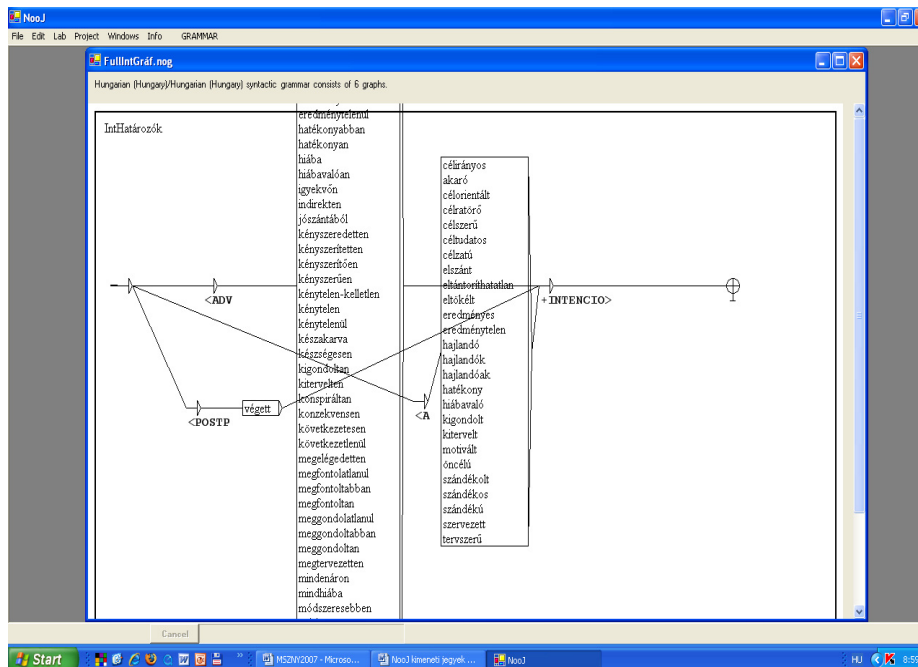 NooJ
File Edit Lab Project Windows Info GRAMMAR
FullIntGráf.nog
Hungarian (Hungary)/Hungarian (Hungary) syntactic grammar consists of 6 graphs.
IntHatározók
eredménytelenül
hatékonyabban
hatékonyan
hiába
hiábavalóan
igyekvőn
indirekten
jószántából
kényszeredetten
kényszerítetten
kényszerítően
kényszerűen
kénytelen-kelletlen
kénytelen
kénytelenül
készakarva
készségesen
kigondoltan
kitervelten
konspiráltan
konzekvensen
következetesen
következetlenül
megelégedetten
megfontolatlanul
megfontoltabban
megfontoltan
meggondolatlanul
meggondoltabban
meggondoltan
megtervezetten
mindenáron
mindhiába
módszeresebben
<ADV
<POSTP
végett
<A
célirányos
akaró
célorientált
célratörő
célszerű
céltudatos
célzatú
elszánt
eltántoríthatatlan
eltökélt
eredményes
eredménytelen
hajlandó
hajlandók
hajlandóak
hatékony
hiábavaló
kigondolt
kitervelt
motivált
öncélú
szándékolt
szándékos
szándékú
szervezett
tervszerű
+INTENCIO>
Cancel
Start
MSZNY2007 - Microso...
NooJ kimeneti jegyek ...
NooJ
HU
8:59